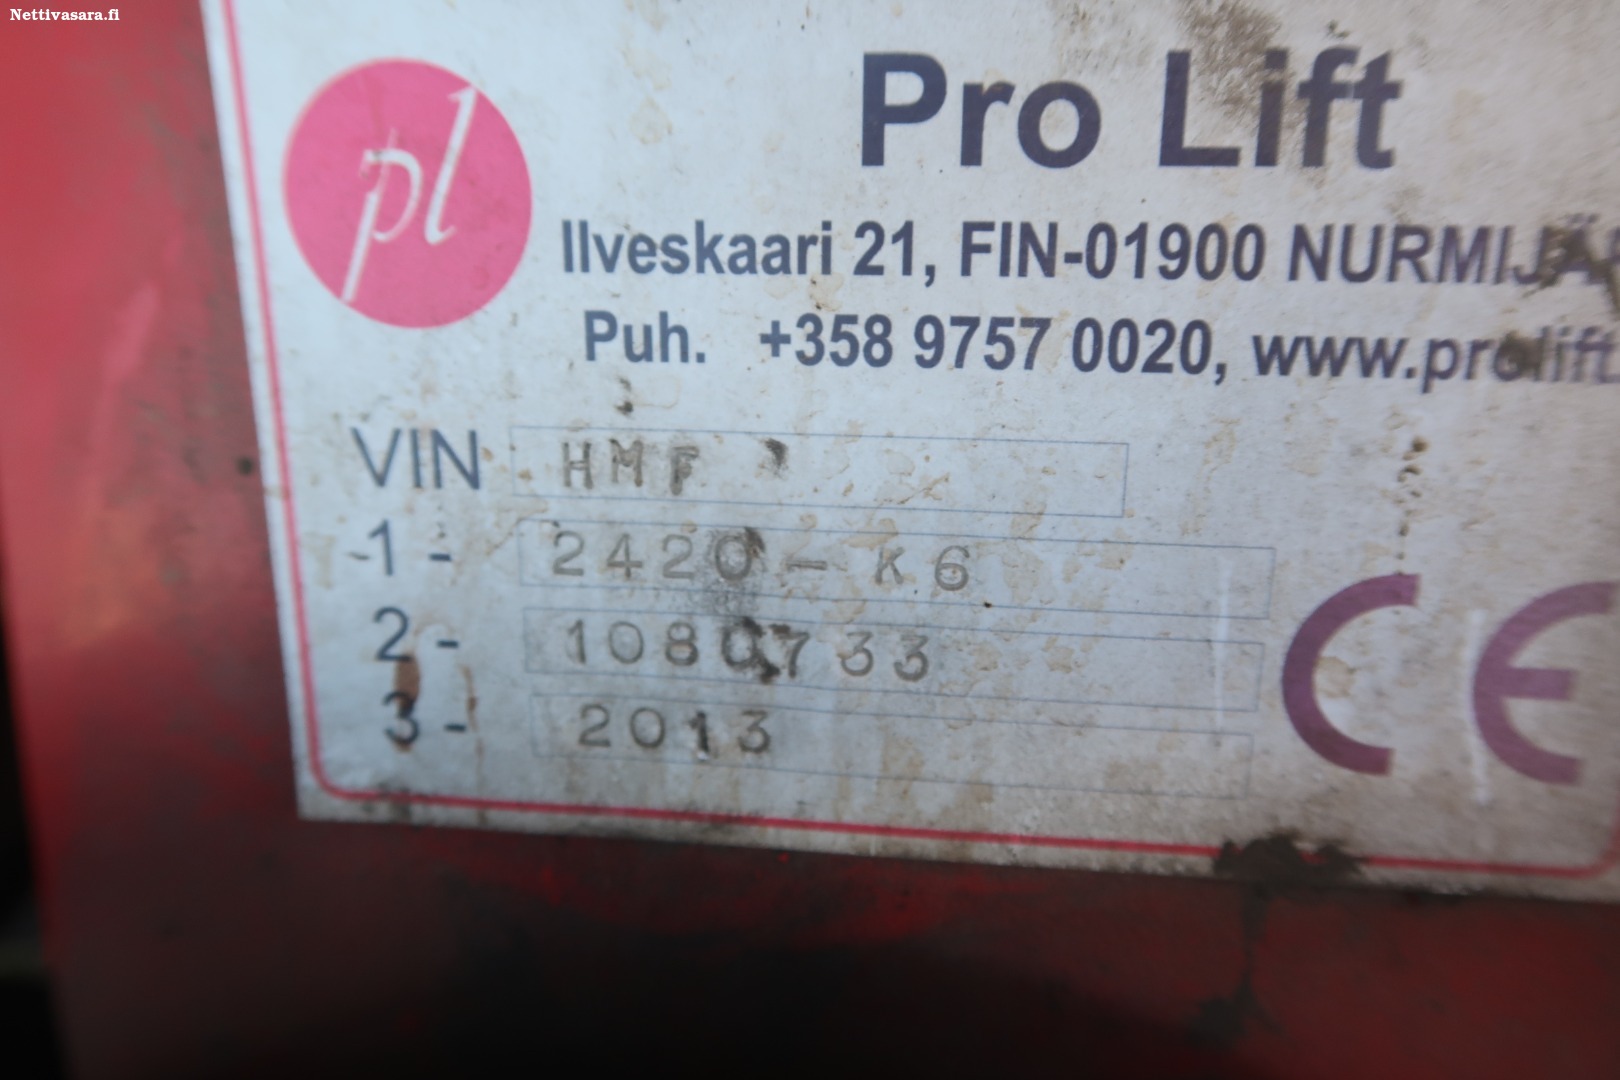 Nettivasara.fi
pl
Pro Lift
Ilveskaari 21, FIN-01900 NURMIJÄ
Puh. +358 9757 0020, www.prolift.
VIN HMF
1 - 2420-K6
2 - 1080733
3 - 2013
CE